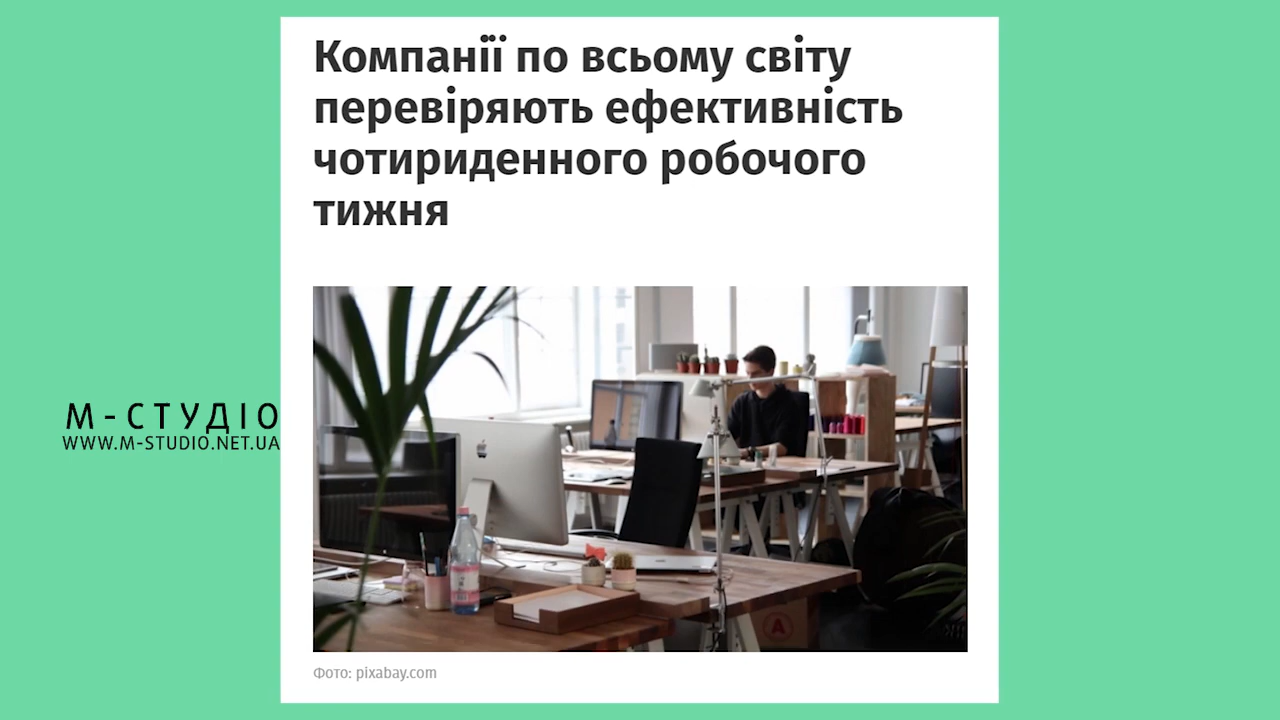 Компанії по всьому світу
перевіряють ефективність
чотириденного робочого
тижня
М-СТУДІО
WWW.M-STUDIO.NET.UA
Фото: pixabay.com